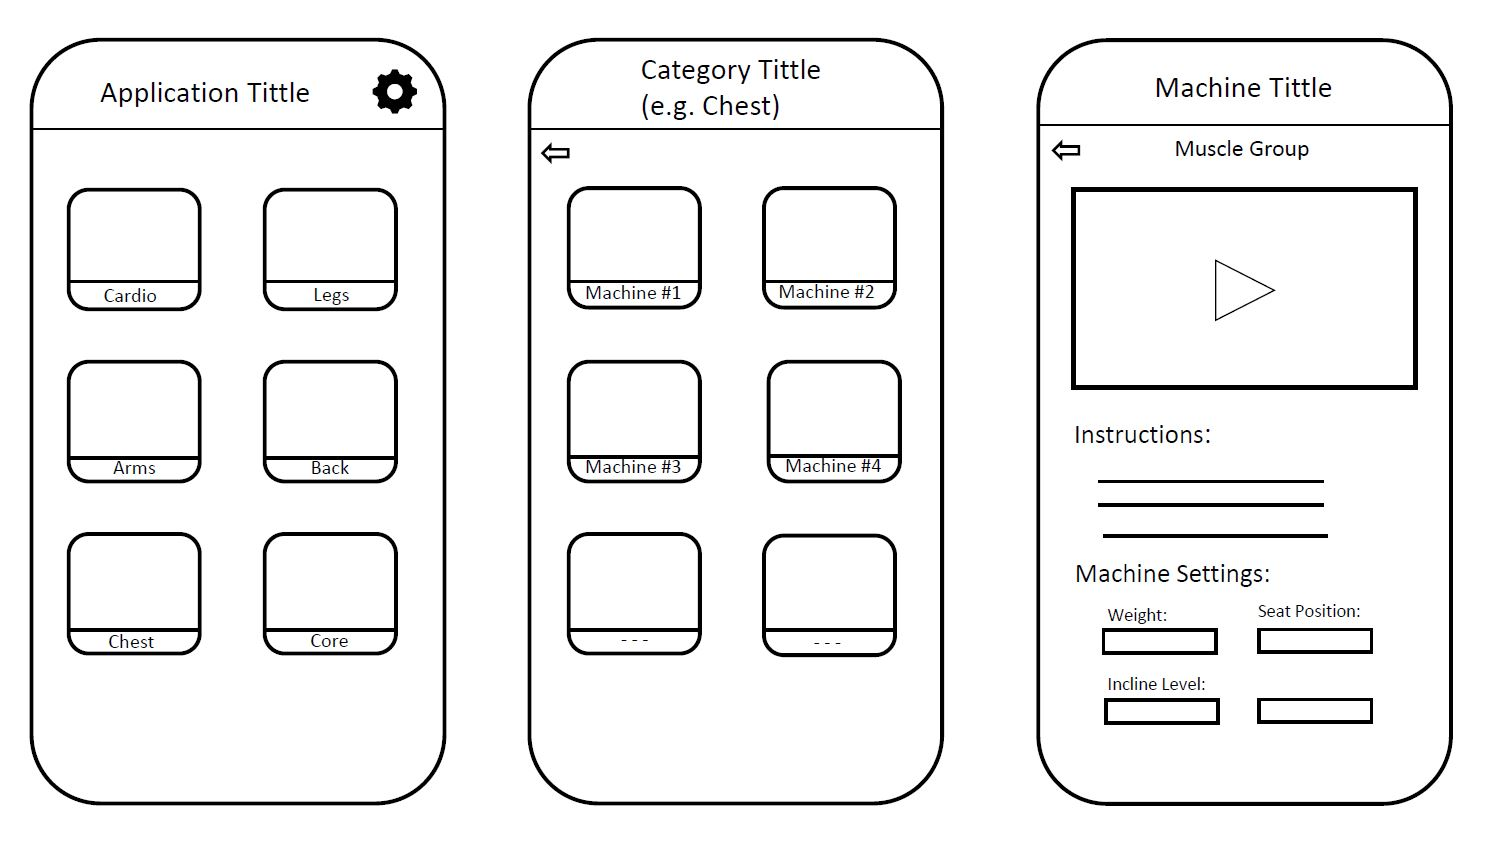 Application Tittle
Cardio
Legs
Arms
Back
Chest
Core
Category Tittle
(e.g. Chest)
Machine #1
Machine #2
Machine #3
Machine #4
- - -
- - -
Machine Tittle
Muscle Group
Instructions:
Machine Settings:
Weight:
Seat Position:
Incline Level: